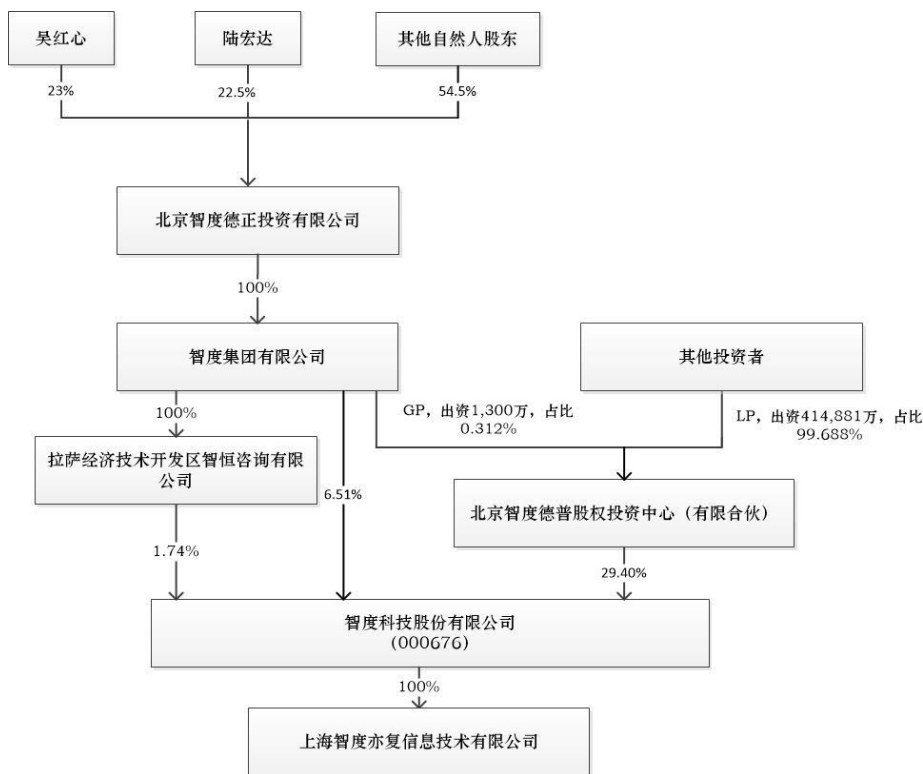 吴红心
陆宏达
其他自然人股东
23%
22.5%
54.5%
北京智度德正投资有限公司
100%
智度集团有限公司
其他投资者
100%
GP，出资1,300万，占比
0.312%
LP，出资414,881万，占比
99.688%
拉萨经济技术开发区智恒咨询有限
公司
6.51%
北京智度德普股权投资中心（有限合伙）
1.74%
29.40%
智度科技股份有限公司
(000676)
100%
上海智度亦复信息技术有限公司